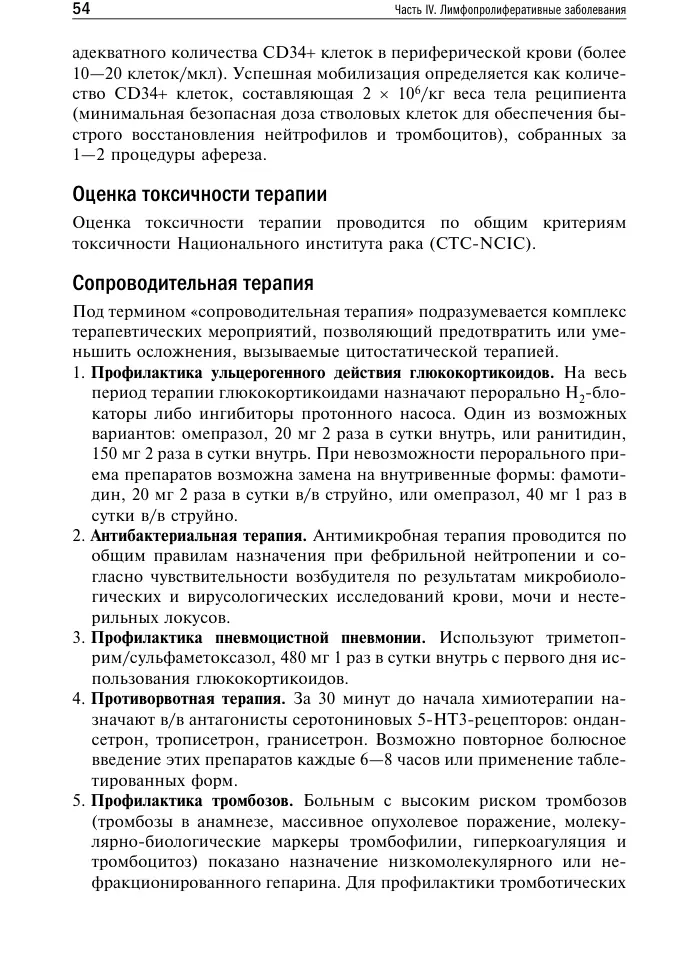 54
Часть IV. Лимфопролиферативные заболевания
адекватного количества CD34+ клеток в периферической крови (более
10—20 клеток/мкл). Успешная мобилизация определяется как количе-
ство CD34+ клеток, составляющая 2 × 10⁶/кг веса тела реципиента
(минимальная безопасная доза стволовых клеток для обеспечения бы-
строго восстановления нейтрофилов и тромбоцитов), собранных за
1—2 процедуры афереза.
Оценка токсичности терапии
Оценка токсичности терапии проводится по общим критериям
токсичности Национального института рака (CTC-NCIC).
Сопроводительная терапия
Под термином «сопроводительная терапия» подразумевается комплекс
терапевтических мероприятий, позволяющий предотвратить или уме-
ньшить осложнения, вызываемые цитостатической терапией.
1. Профилактика ульцерогенного действия глюкокортикоидов. На весь
период терапии глюкокортикоидами назначают перорально H₂-бло-
каторы либо ингибиторы протонного насоса. Один из возможных
вариантов: омепразол, 20 мг 2 раза в сутки внутрь, или ранитидин,
150 мг 2 раза в сутки внутрь. При невозможности перорального при-
ема препаратов возможна замена на внутривенные формы: фамоти-
дин, 20 мг 2 раза в сутки в/в струйно, или омепразол, 40 мг 1 раз в
сутки в/в струйно.
2. Антибактериальная терапия. Антимикробная терапия проводится по
общим правилам назначения при фебрильной нейтропении и со-
гласно чувствительности возбудителя по результатам микробиоло-
гических и вирусологических исследований крови, мочи и несте-
рильных локусов.
3. Профилактика пневмоцистной пневмонии. Используют триметоп-
рим/сульфаметоксазол, 480 мг 1 раз в сутки внутрь с первого дня ис-
пользования глюкокортикоидов.
4. Противорвотная терапия. За 30 минут до начала химиотерапии на-
значают в/в антагонисты серотониновых 5-НТ3-рецепторов: ондан-
сетрон, трописетрон, гранисетрон. Возможно повторное болюсное
введение этих препаратов каждые 6—8 часов или применение табле-
тированных форм.
5. Профилактика тромбозов. Больным с высоким риском тромбозов
(тромбозы в анамнезе, массивное опухолевое поражение, молеку-
лярно-биологические маркеры тромбофилии, гиперкоагуляция и
тромбоцитоз) показано назначение низкомолекулярного или не-
фракционированного гепарина. Для профилактики тромботических